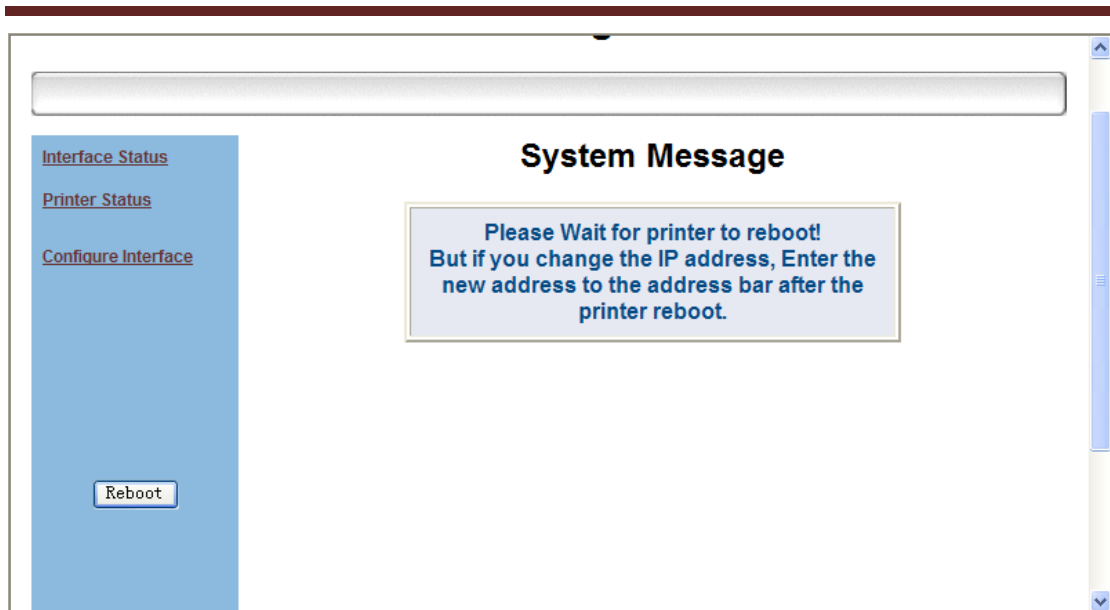 Interface Status
Printer Status
Configure Interface
Reboot
System Message
Please Wait for printer to reboot!
But if you change the IP address, Enter the
new address to the address bar after the
printer reboot.